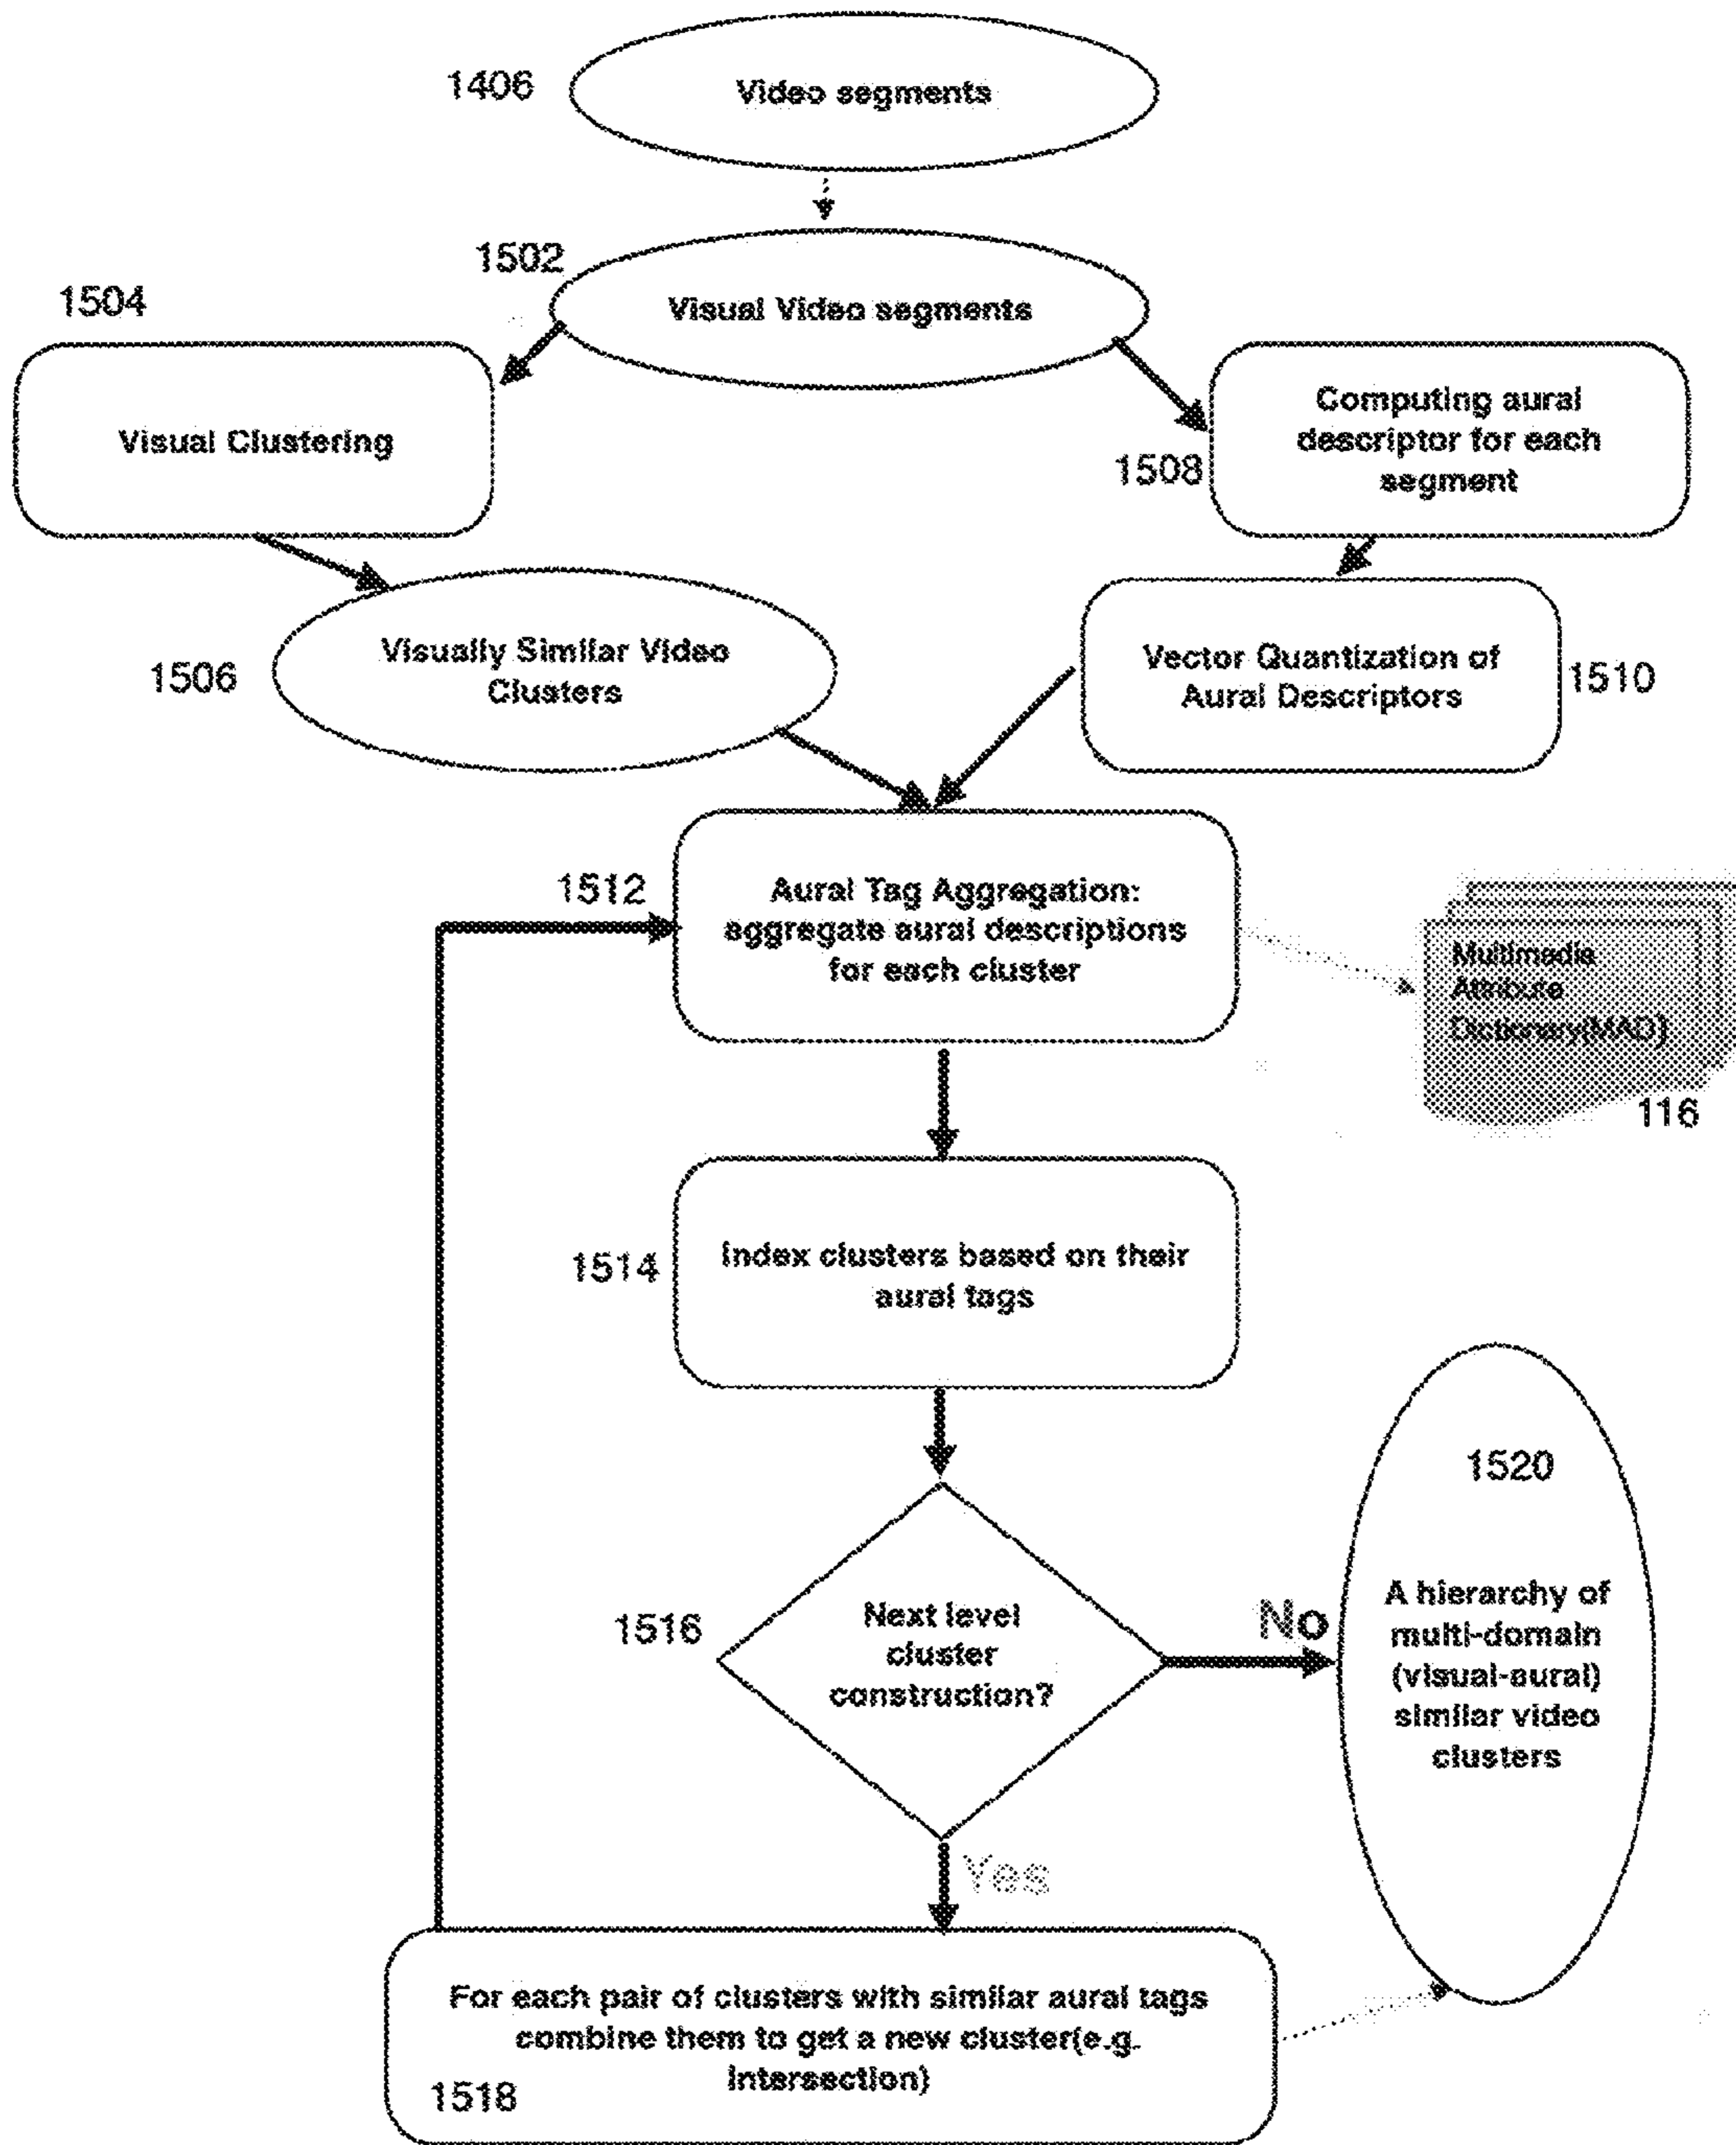 1406
Video segments
1502
Visual Video segments
1504
Visual Clustering
Computing aural
descriptor for each
segment
1508
Visually Similar Video
Clusters
1506
Vector Quantization of
Aural Descriptors
1510
1512
Aural Tag Aggregation:
aggregate aural descriptions
for each cluster
Multimedia
Attribute
Dictionary(MAD)
116
1514
Index clusters based on their
aural tags
1516
Next level
cluster
construction?
No
1520
A hierarchy of
multi-domain
(visual-aural)
similar video
clusters
Yes
For each pair of clusters with similar aural tags
combine them to get a new cluster(e.g.
intersection)
1518